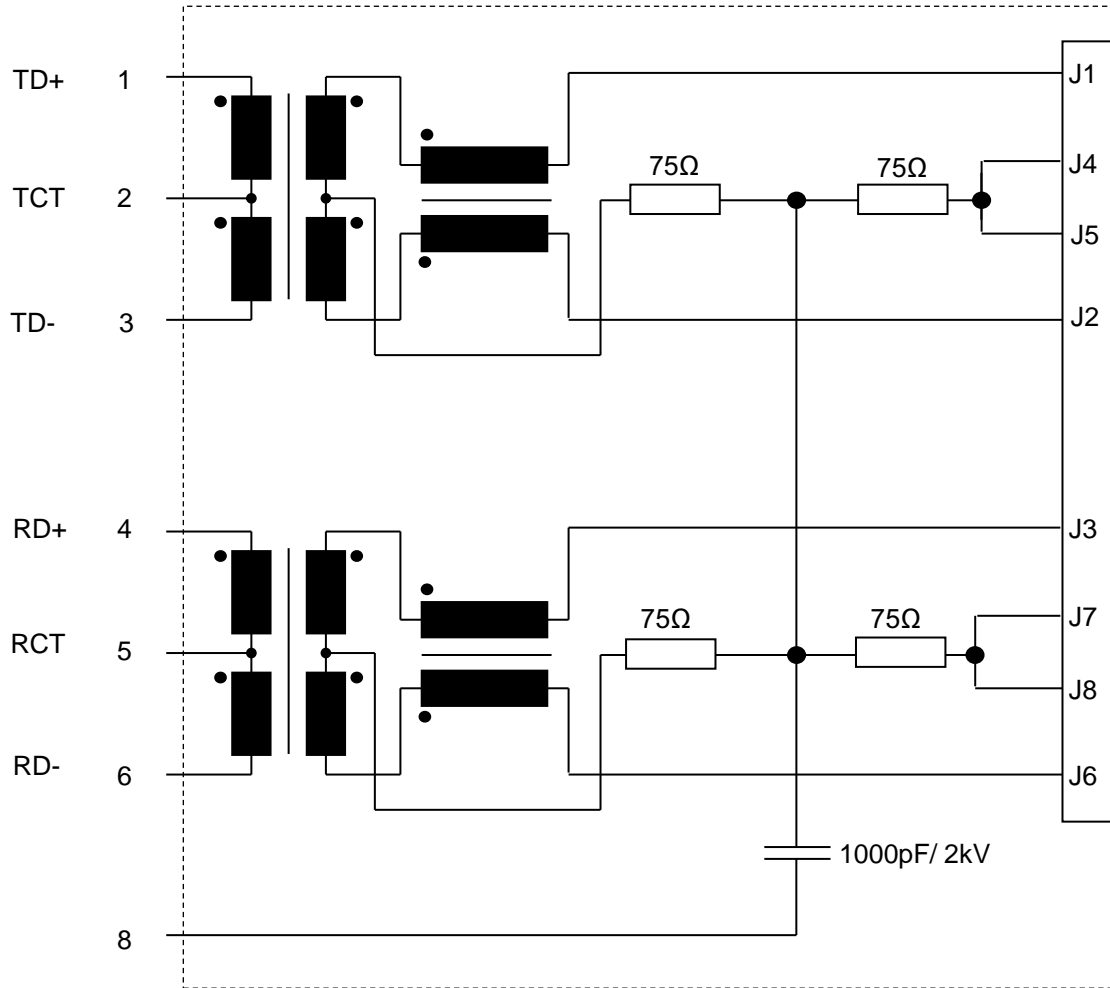 TD+ 1
J1
75Ω 75Ω
J4
TCT 2
J5
TD- 3
J2
RD+ 4
J3
75Ω 75Ω
J7
RCT 5
J8
RD- 6
J6
1000pF/ 2kV
8